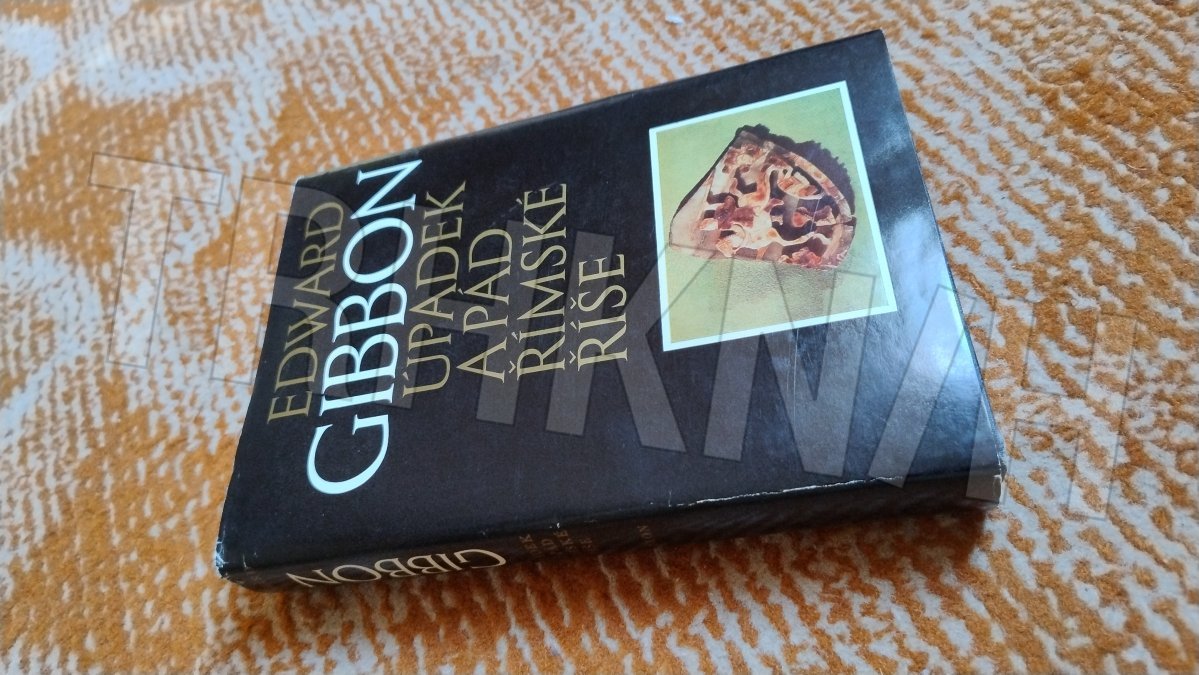 EDWARD
GIBBON
ÚPADEK
A PÁD
ŘÍMSKÉ
ŘÍŠE
GIBBON